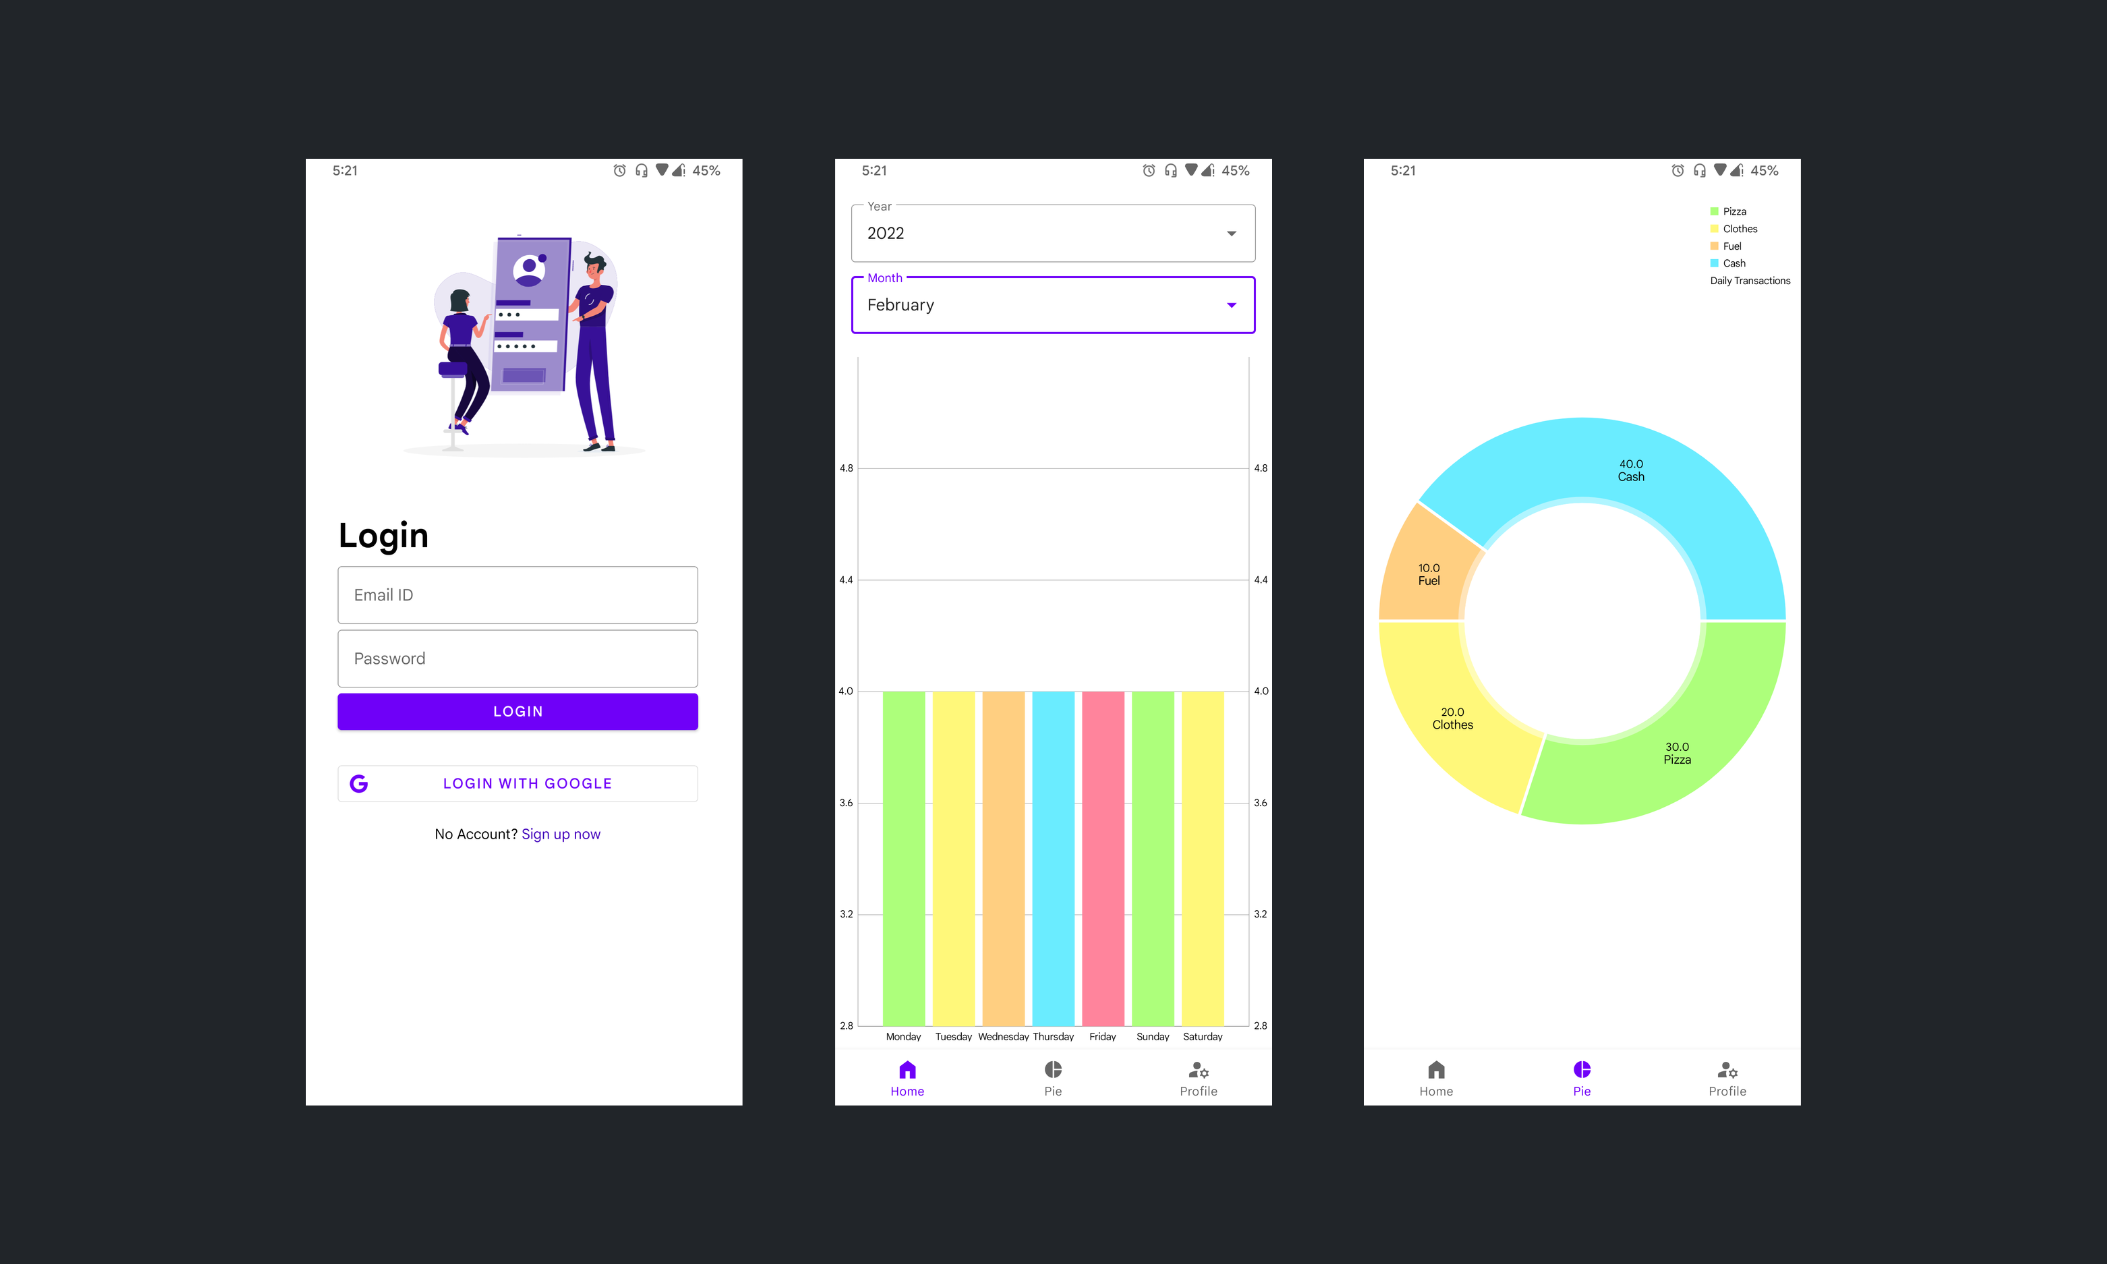 5:21
45%
Login
Email ID
Password
LOGIN
G LOGIN WITH GOOGLE
No Account? Sign up now
5:21
45%
Year
2022
Month
February
4.8 4.8
4.4 4.4
4.0 4.0
3.6 3.6
3.2 3.2
2.8 2.8
Monday Tuesday Wednesday Thursday Friday Sunday Saturday
Home Pie Profile
5:21
45%
Pizza
Clothes
Fuel
Cash
Daily Transactions
40.0
Cash
10.0
Fuel
20.0
Clothes
30.0
Pizza
Home Pie Profile